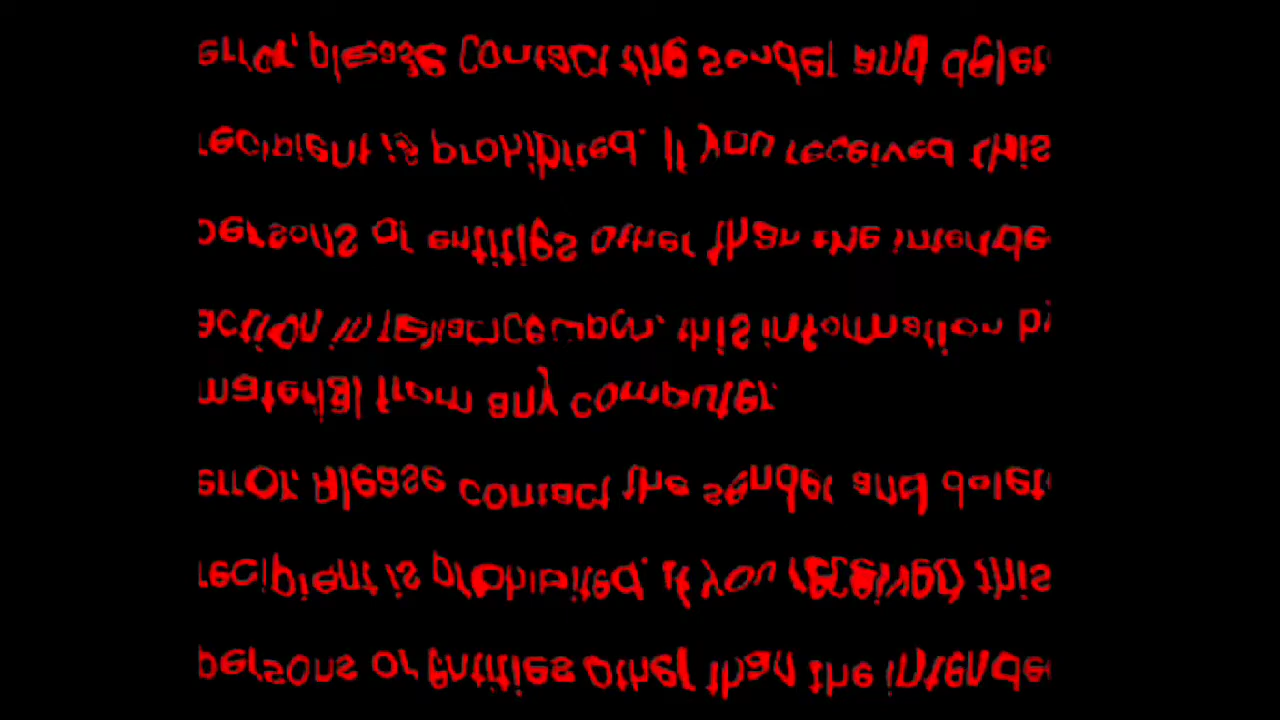 persons or entities other than the intende
recipient is prohibited. If you received this
error, please contact the sender and delet
material from any computer.
action in reliance upon, this information by
persons or entities other than the intende
recipient is prohibited. If you received this
error, please contact the sender and delet